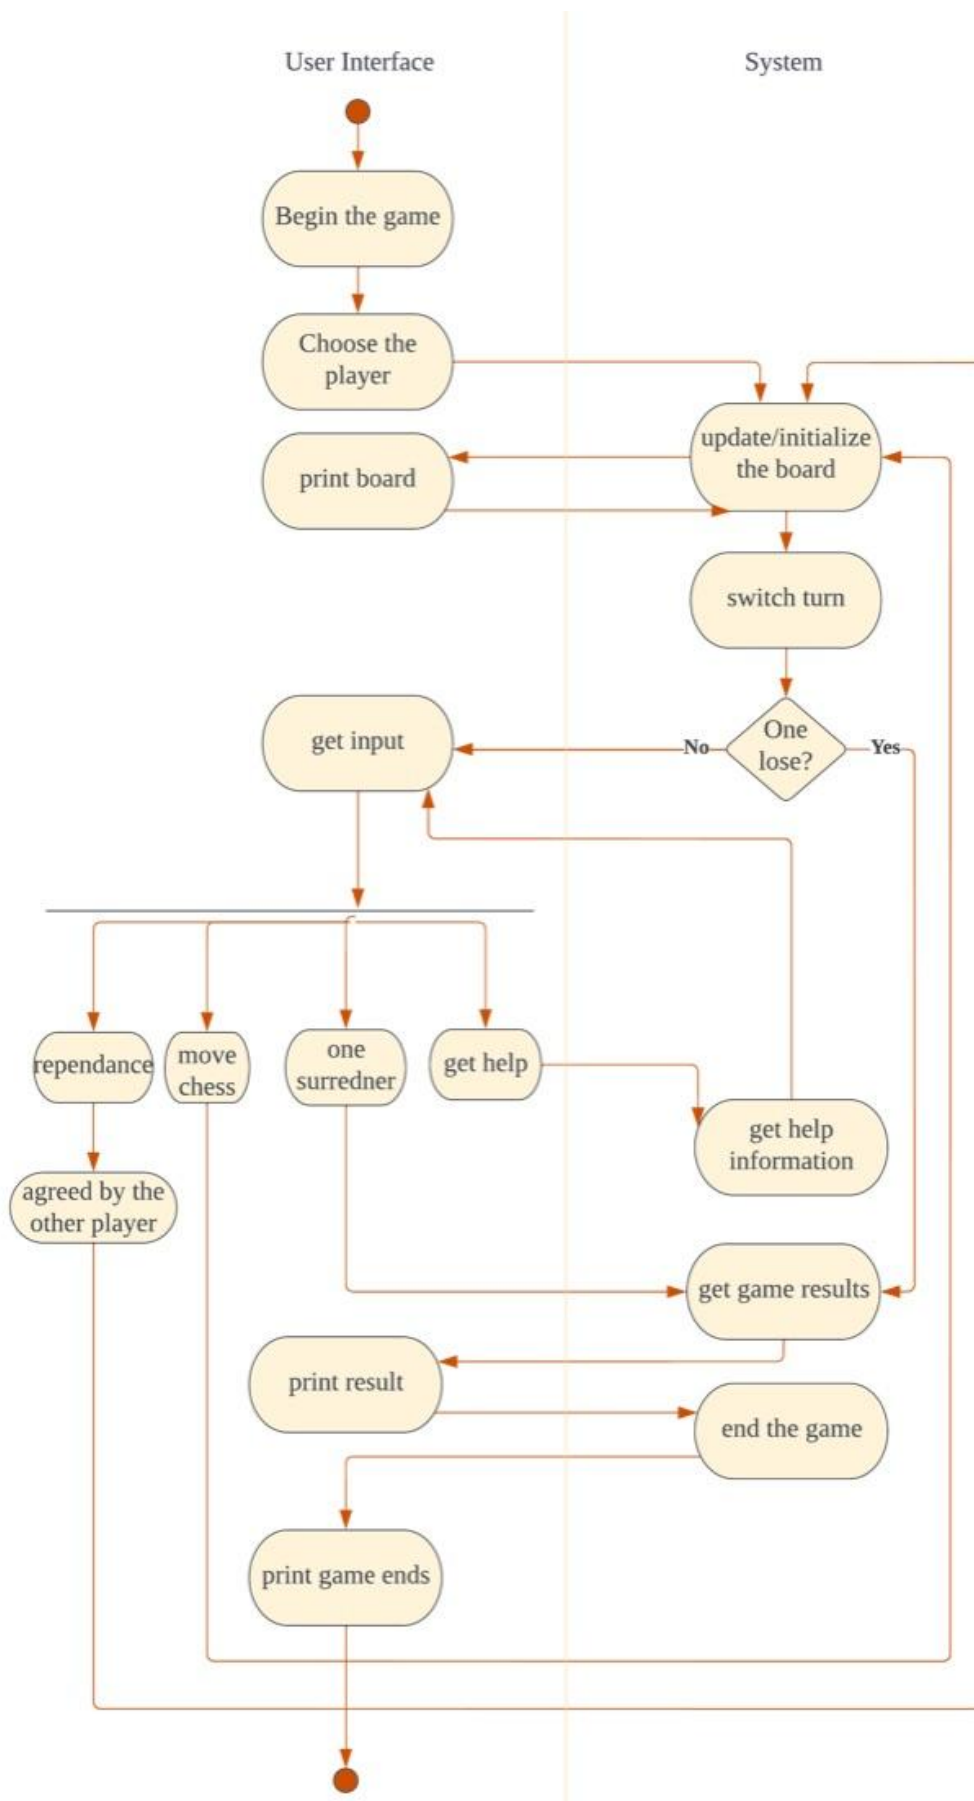 User Interface
System
Begin the game
Choose the
player
update/initialize
the board
print board
switch turn
One
lose?
No
Yes
get input
rependance
move
chess
one
surredner
get help
get help
information
agreed by the
other player
get game results
print result
end the game
print game ends